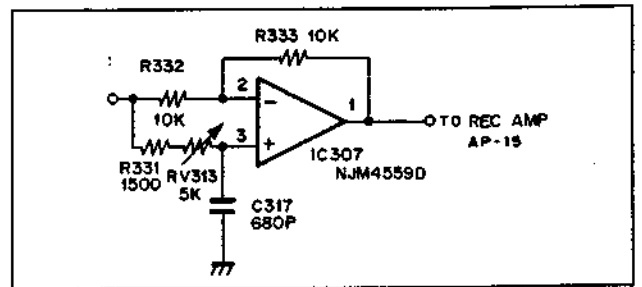 R333 10K
R332
10K
2
-
1
3
+
TO REC AMP
AP-15
IC307
NJM4559D
R331
1500
RV313
5K
C317
680P